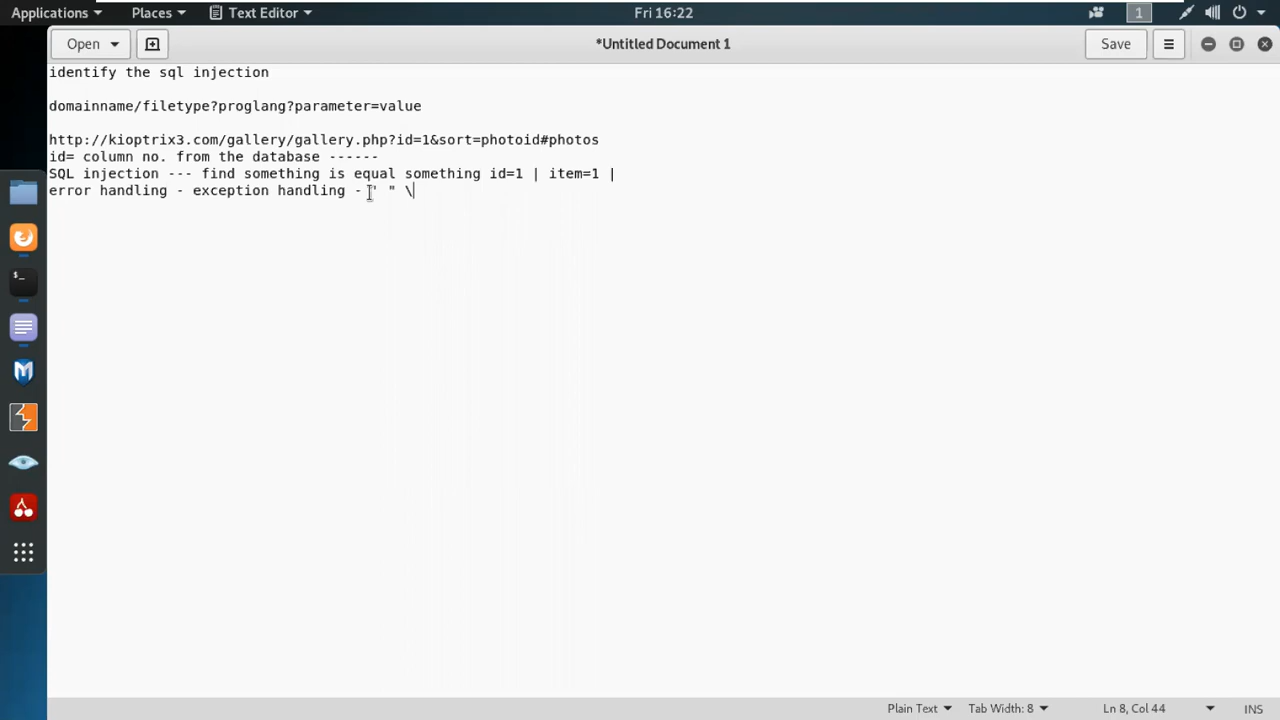 Applications Places Text Editor Fri 16:22 1
Open *Untitled Document 1 Save
identify the sql injection
domainname/filetype?proglang?parameter=value
http://kioptrix3.com/gallery/gallery.php?id=1&sort=photoid#photos
id= column no. from the database ------
SQL injection --- find something is equal something id=1 | item=1 |
error handling - exception handling - ' " \
Plain Text Tab Width: 8 Ln 8, Col 44 INS